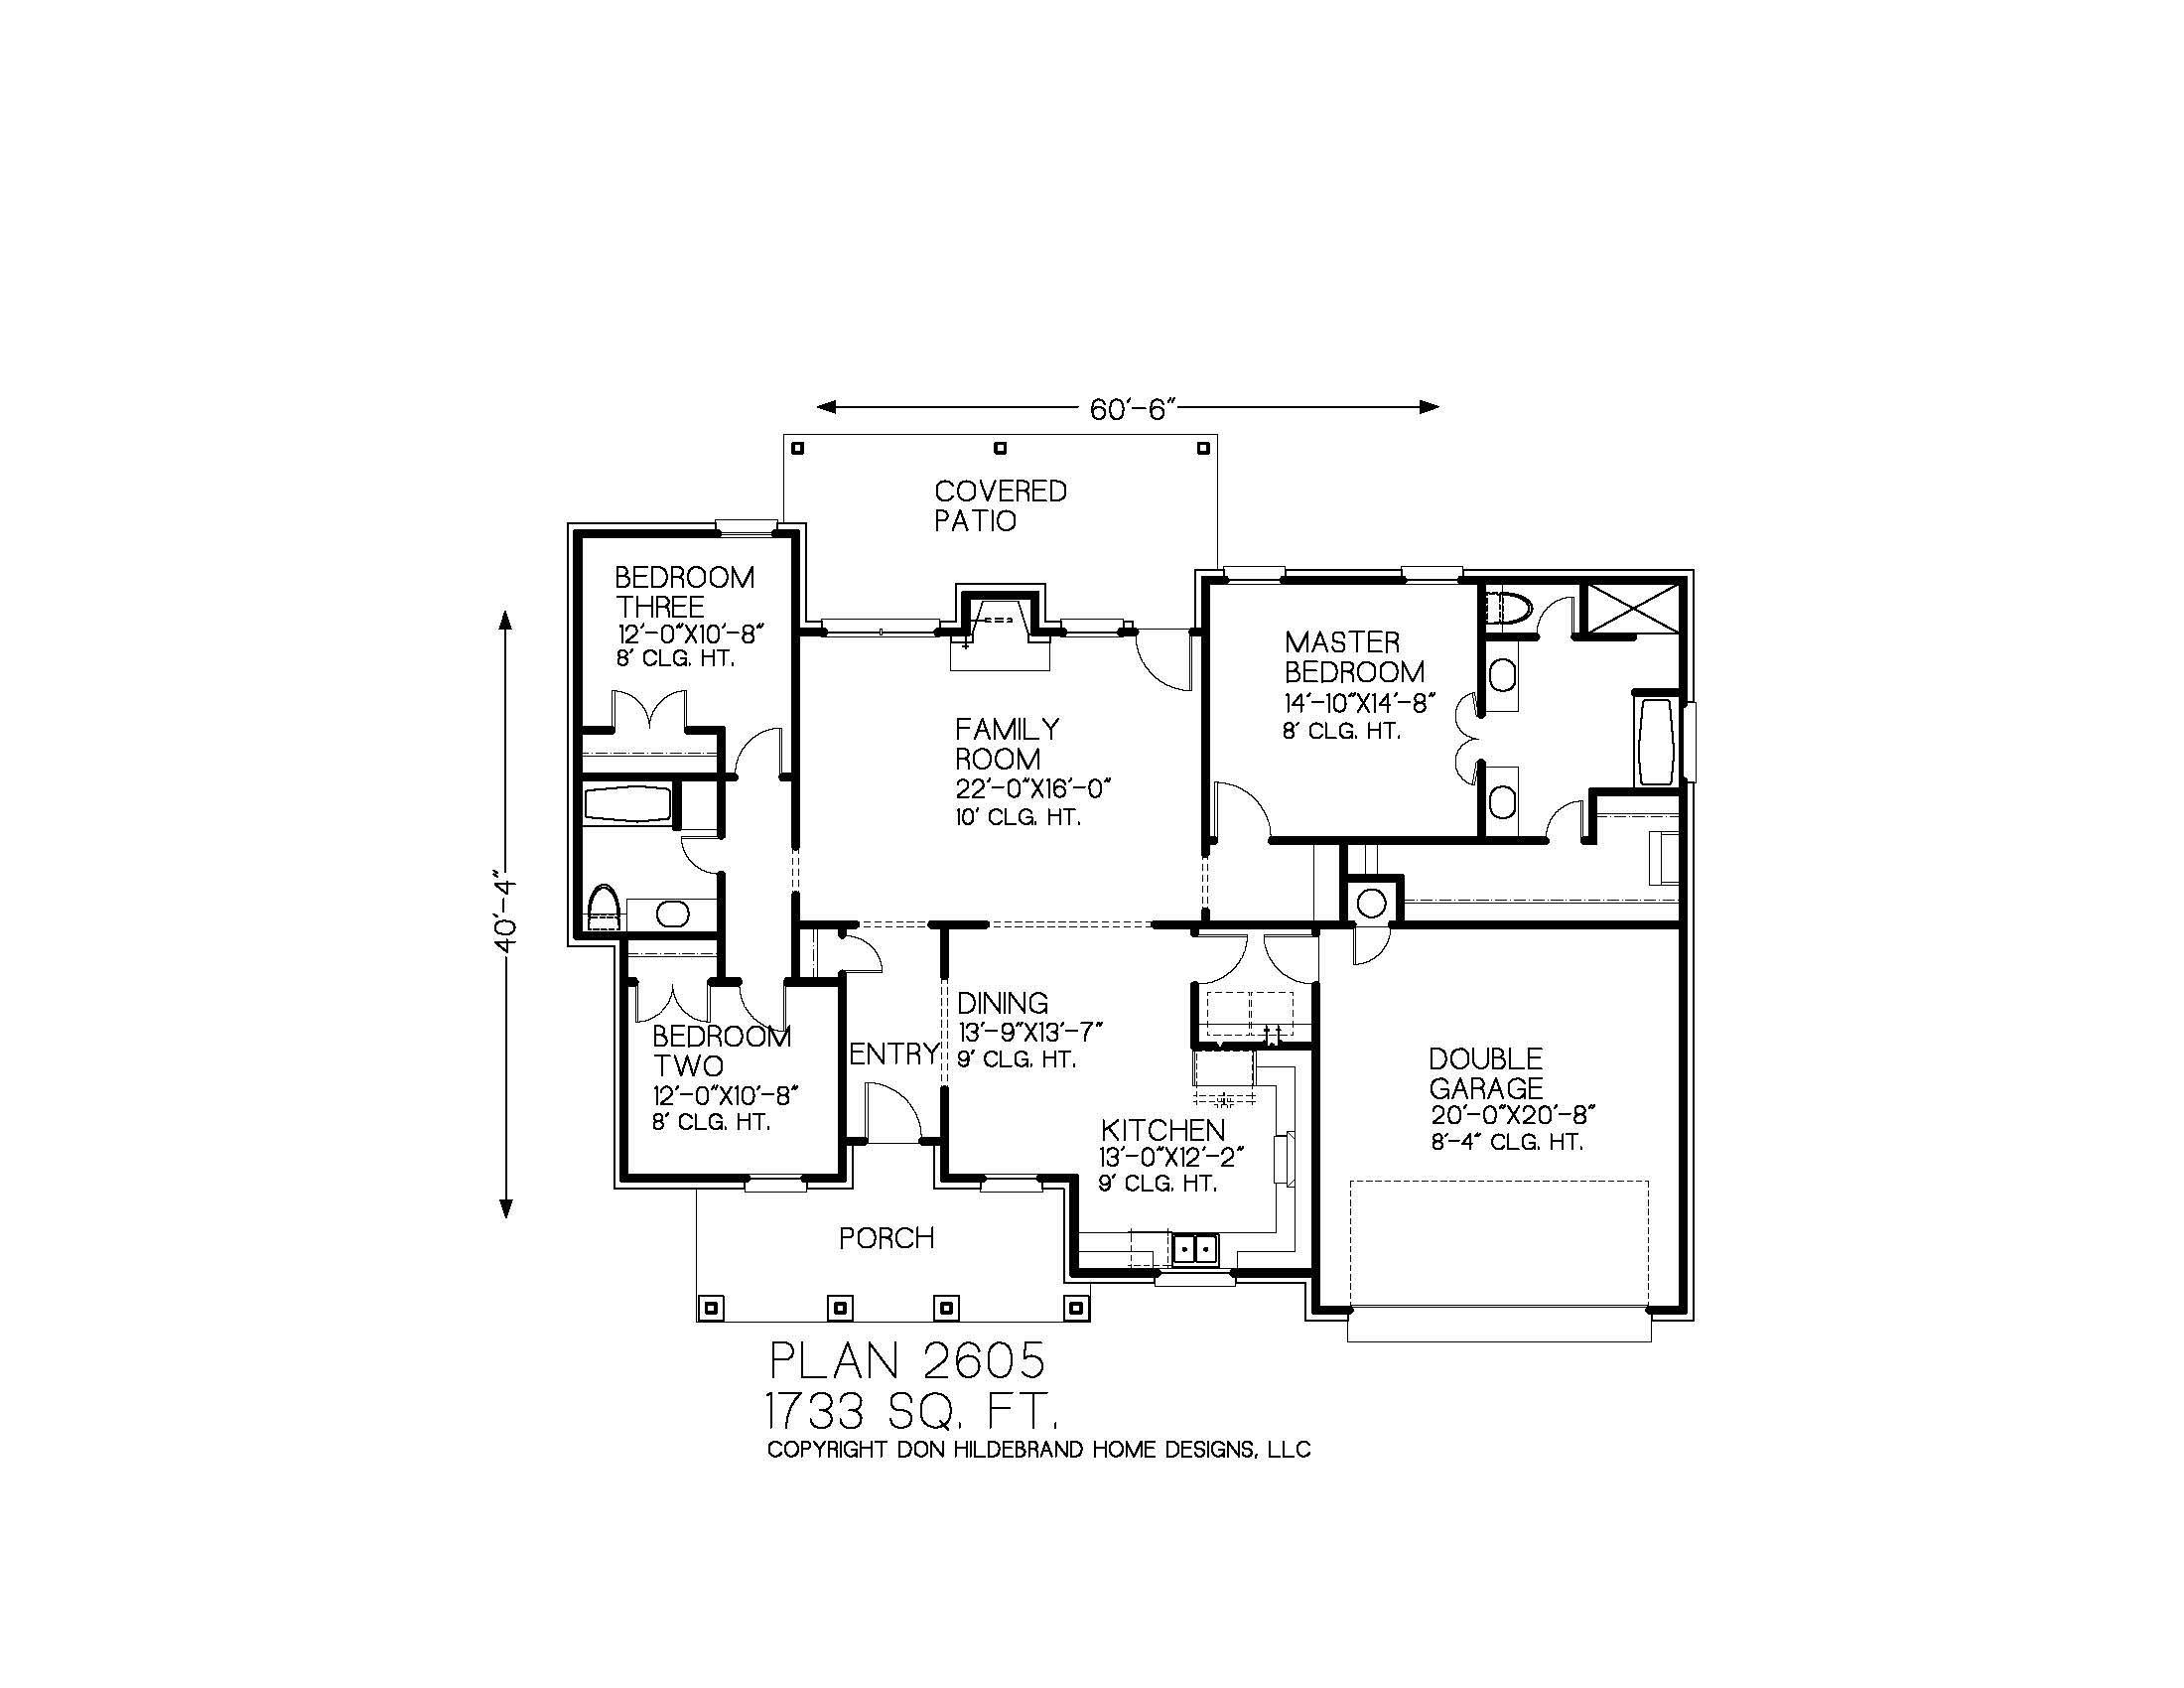 60'-6"
COVERED
PATIO
BEDROOM
THREE
12'-0"X10'-8"
8' CLG. HT.
MASTER
BEDROOM
14'-10"X14'-8"
8' CLG. HT.
FAMILY
ROOM
22'-0"X16'-0"
10' CLG. HT.
40'-4"
DINING
13'-9"X13'-7"
9' CLG. HT.
BEDROOM
TWO
12'-0"X10'-8"
8' CLG. HT.
ENTRY
DOUBLE
GARAGE
20'-0"X20'-8"
8'-4" CLG. HT.
KITCHEN
13'-0"X12'-2"
9' CLG. HT.
PORCH
PLAN 2605
1733 SQ. FT.
COPYRIGHT DON HILDEBRAND HOME DESIGNS, LLC